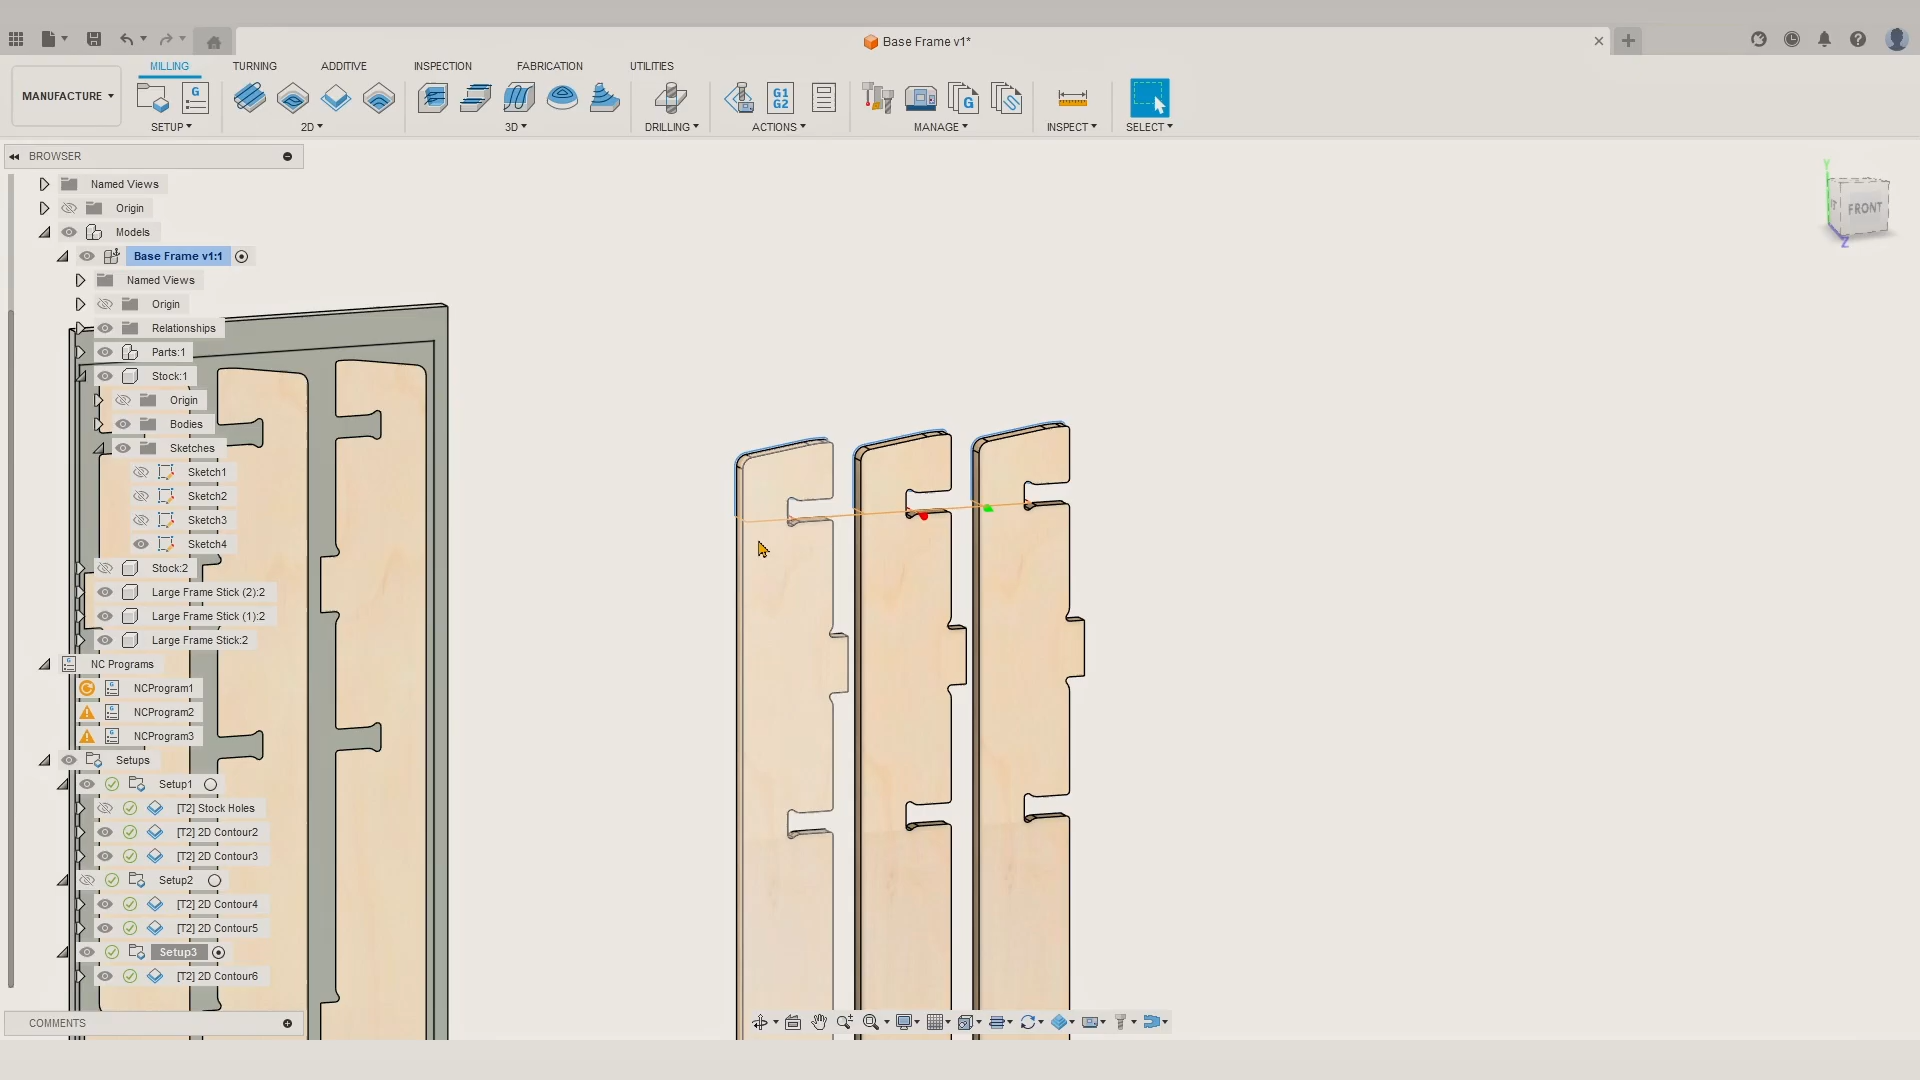 Base Frame v1*
MILLING TURNING ADDITIVE INSPECTION FABRICATION UTILITIES
MANUFACTURE
G
G1 G2
G
SETUP 2D 3D DRILLING ACTIONS MANAGE INSPECT SELECT
BROWSER
Named Views
Origin
Models
Base Frame v1:1
Named Views
Origin
Relationships
Parts:1
Stock:1
Origin
Bodies
Sketches
Sketch1
Sketch2
Sketch3
Sketch4
Stock:2
Large Frame Stick (2):2
Large Frame Stick (1):2
Large Frame Stick:2
NC Programs
NCProgram1
NCProgram2
NCProgram3
Setups
Setup1
[T2] Stock Holes
[T2] 2D Contour2
[T2] 2D Contour3
Setup2
[T2] 2D Contour4
[T2] 2D Contour5
Setup3
[T2] 2D Contour6
COMMENTS
Y
FRONT
Z